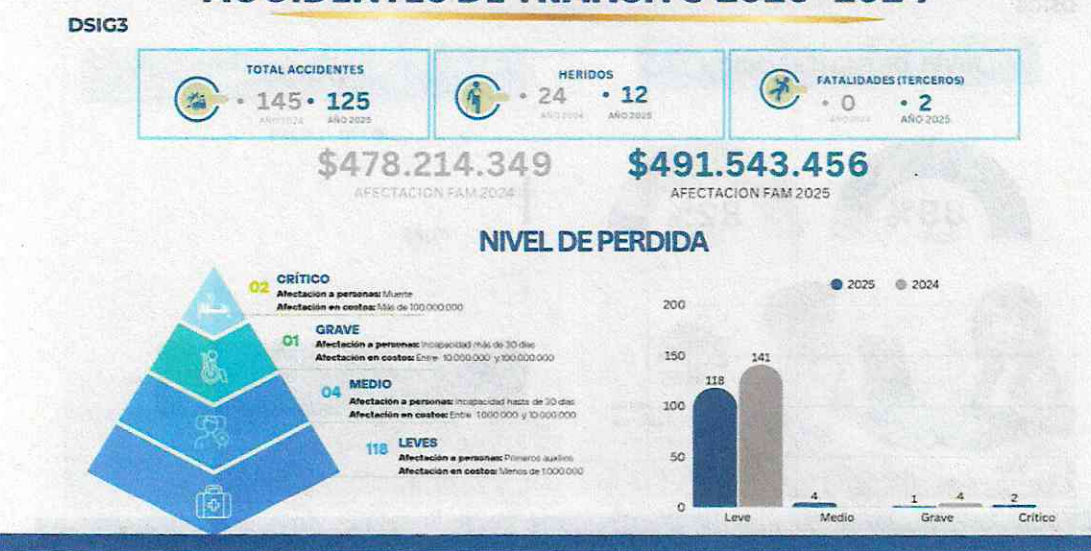 DSIG3
TOTAL ACCIDENTES
• 145 • 125
AÑO 2024 AÑO 2025
HERIDOS
• 24 • 12
AÑO 2024 AÑO 2025
FATALIDADES (TERCEROS)
• 0 • 2
AÑO 2024 AÑO 2025
$478.214.349
AFECTACION FAM 2024
$491.543.456
AFECTACION FAM 2025
NIVEL DE PERDIDA
02 CRÍTICO
Afectación a personas: Muerte
Afectación en costos: Más de 100.000.000
01 GRAVE
Afectación a personas: Incapacidad más de 30 días
Afectación en costos: Entre 10.000.000 y 100.000.000
04 MEDIO
Afectación a personas: Incapacidad hasta de 30 días
Afectación en costos: Entre 1.000.000 y 10.000.000
118 LEVES
Afectación a personas: Primeros auxilios
Afectación en costos: Menos de 1.000.000
2025 2024
200
150
100
50
0
118 141
4
1 4
2
Leve Medio Grave Crítico